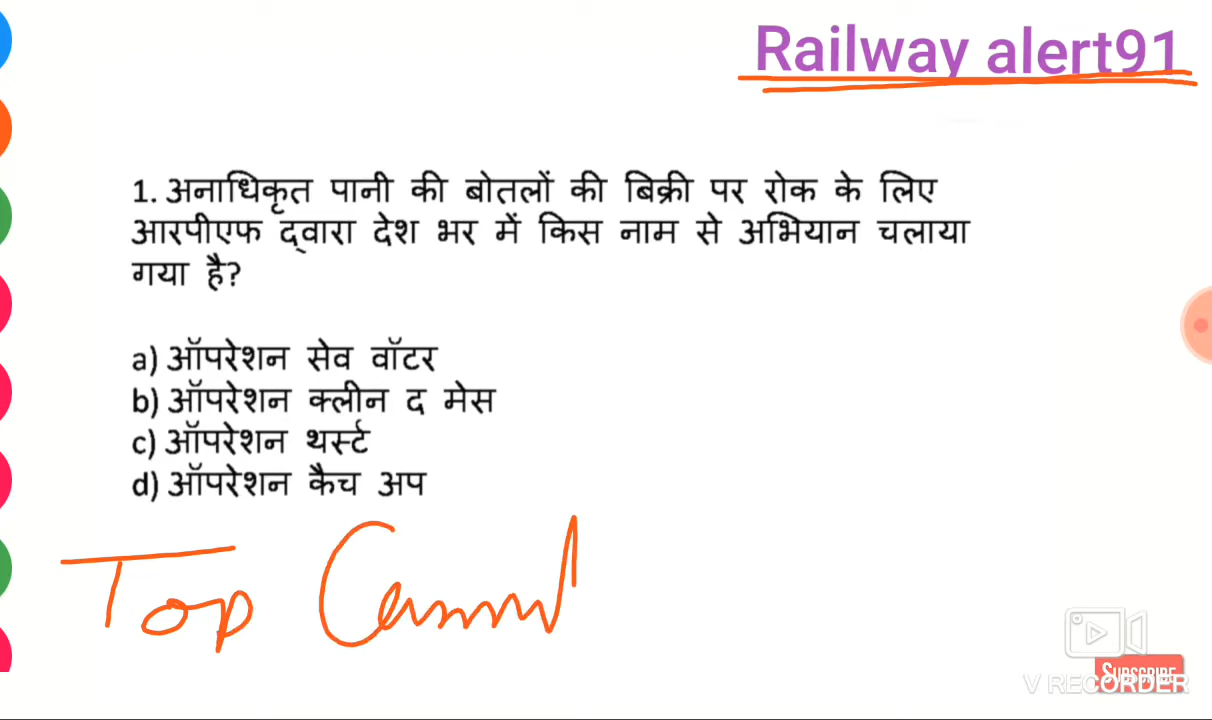 Railway alert91
1. अनाधिकृत पानी की बोतलों की बिक्री पर रोक के लिए
आरपीएफ द्वारा देश भर में किस नाम से अभियान चलाया
गया है?
a) ऑपरेशन सेव वॉटर
b) ऑपरेशन क्लीन द मेस
c) ऑपरेशन थर्स्ट
d) ऑपरेशन कैच अप
Top
SUBSCRIBE
V RECORDER